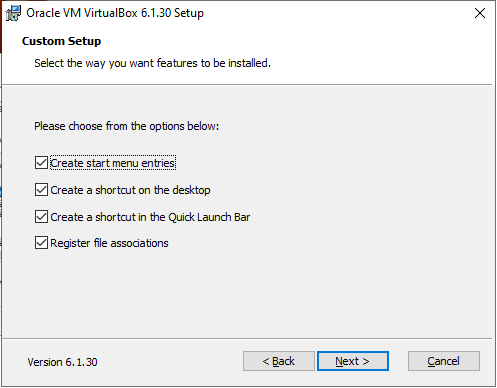 Oracle VM VirtualBox 6.1.30 Setup
Custom Setup
Select the way you want features to be installed.
Please choose from the options below:
Create start menu entries
Create a shortcut on the desktop
Create a shortcut in the Quick Launch Bar
Register file associations
Version 6.1.30
< Back
Next >
Cancel